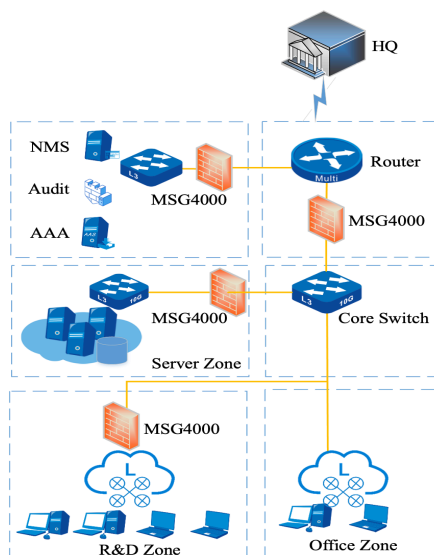 HQ
NMS
Audit
AAA
AAS
L3
MSG4000
Multi
Router
MSG4000
L3 10G
MSG4000
Server Zone
L3 10G
Core Switch
MSG4000
L
R&D Zone
L
Office Zone